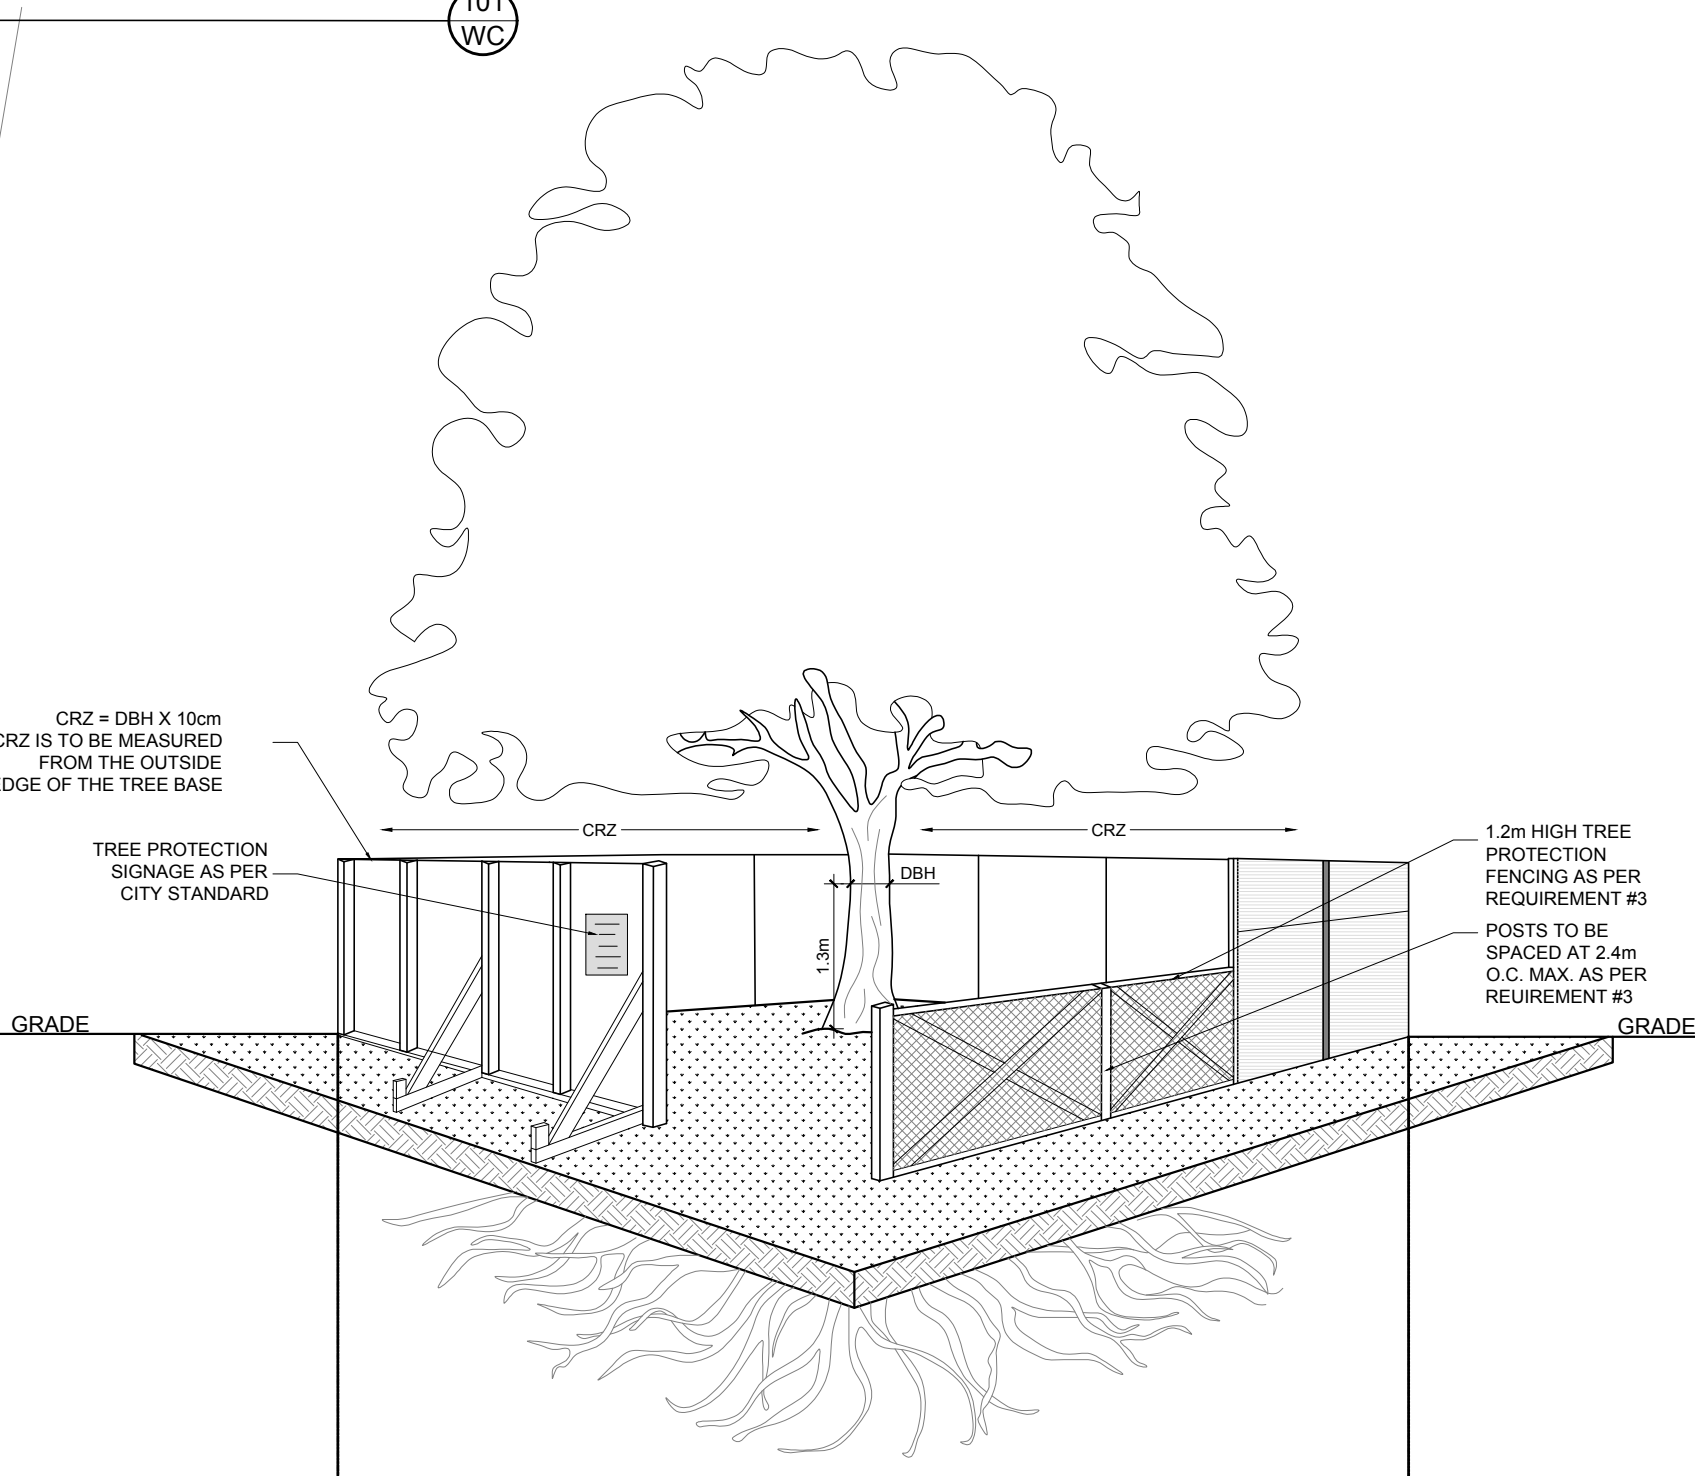 101
WC
CRZ = DBH X 10cm
CRZ IS TO BE MEASURED
FROM THE OUTSIDE
EDGE OF THE TREE BASE
TREE PROTECTION
SIGNAGE AS PER
CITY STANDARD
CRZ
CRZ
DBH
1.3m
1.2m HIGH TREE
PROTECTION
FENCING AS PER
REQUIREMENT #3
POSTS TO BE
SPACED AT 2.4m
O.C. MAX. AS PER
REUIREMENT #3
GRADE
GRADE